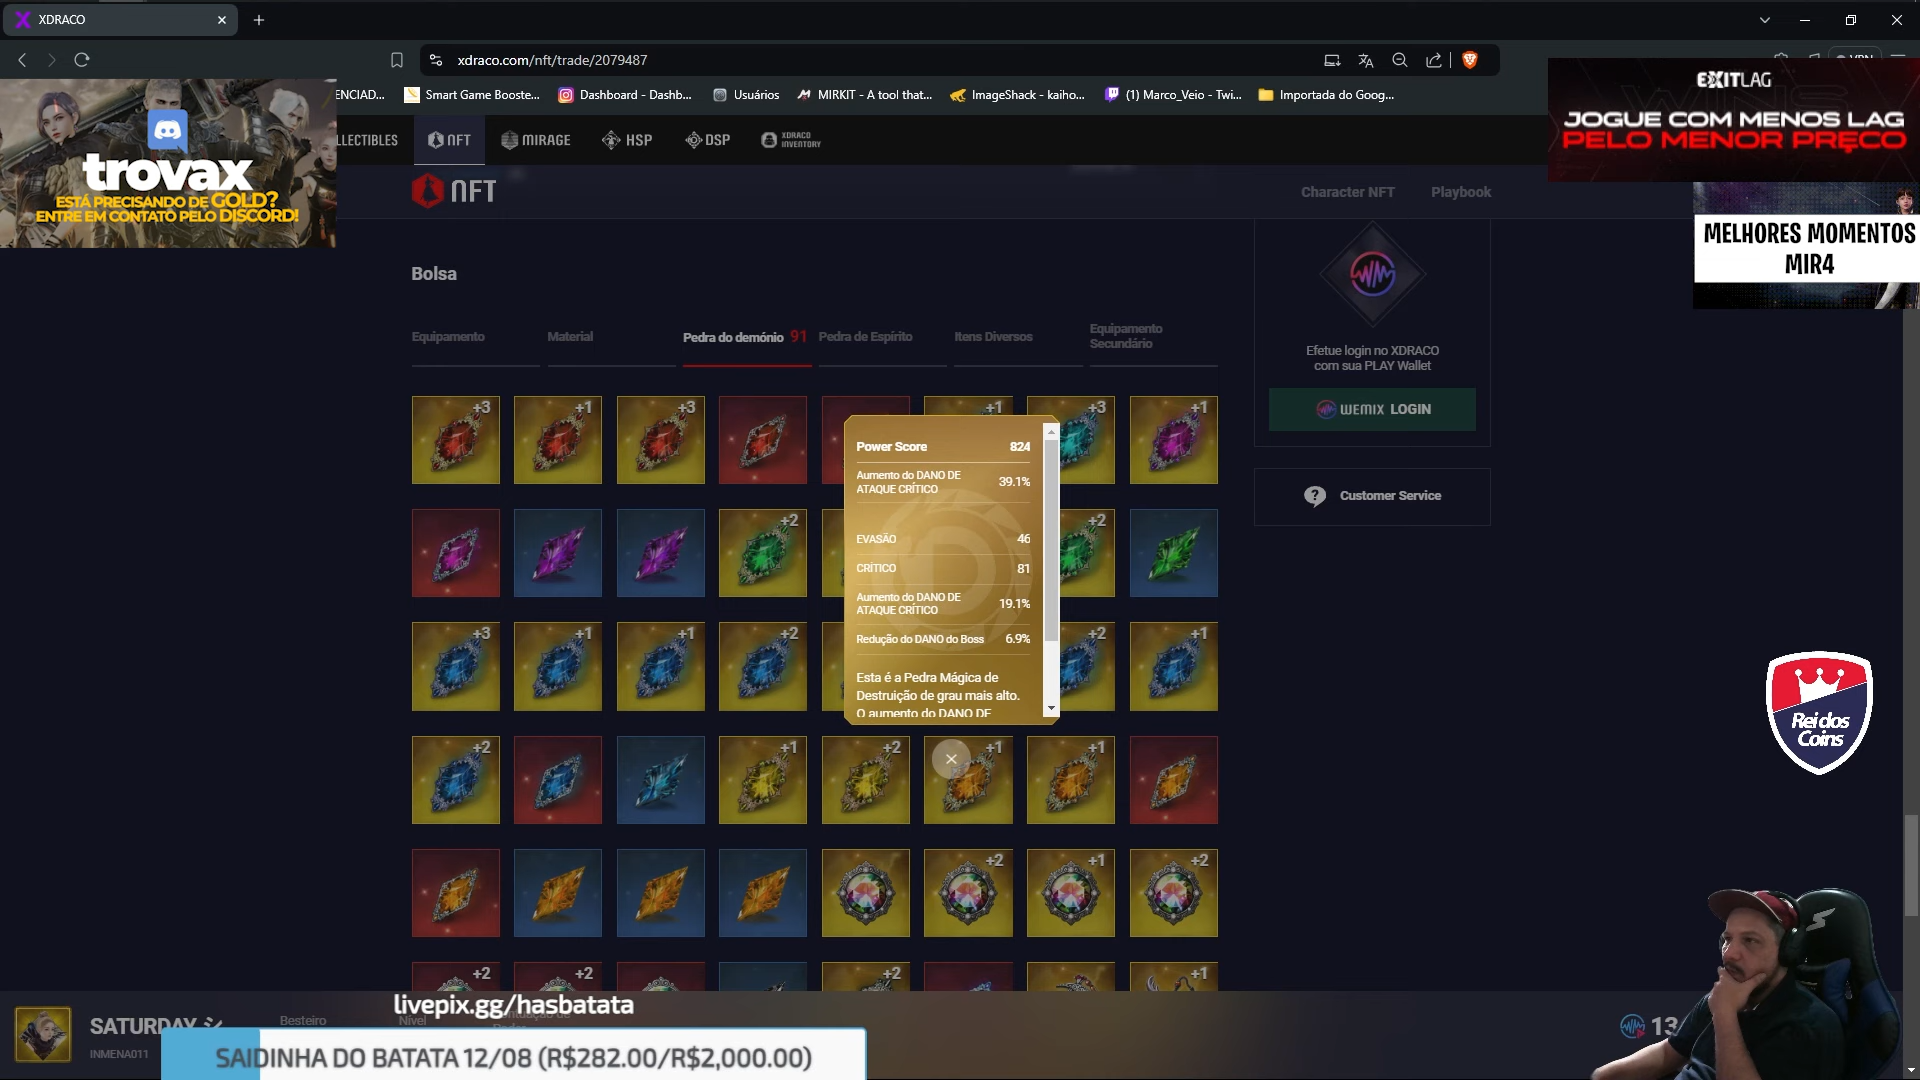 XDRACO
xdraco.com/nft/trade/2079487
ENCIAD...
Smart Game Booste...
Dashboard - Dashb...
Usuários
MIRKIT - A tool that...
ImageShack - kaiho...
(1) Marco_Veio - Twi...
Importada do Goog...
trovax
ESTÁ PRECISANDO DE GOLD?
ENTRE EM CONTATO PELO DISCORD!
LLECTIBLES
NFT
MIRAGE
HSP
DSP
XDRACO
INVENTORY
EXITLAG
JOGUE COM MENOS LAG
PELO MENOR PREÇO
NFT
Character NFT
Playbook
MELHORES MOMENTOS
MIR4
Bolsa
Equipamento
Material
Pedra do demónio 91
Pedra de Espírito
Itens Diversos
Equipamento
Secundário
Efetue login no XDRACO
com sua PLAY Wallet
WEMIX LOGIN
Customer Service
+3
+1
+3
+1
+3
+1
Power Score 824
Aumento do DANO DE
ATAQUE CRÍTICO 39.1%
EVASÃO 46
CRÍTICO 81
Aumento do DANO DE
ATAQUE CRÍTICO 19.1%
Redução do DANO do Boss 6.9%
Esta é a Pedra Mágica de
Destruição de grau mais alto.
O aumento do DANO DE
+2
+2
+3
+1
+1
+2
+2
+1
+2
+1
+2
+1
+1
+2
+1
+2
+2
+2
+2
+1
Rei dos
Coins
livepix.gg/hasbatata
SATURDAY シ
INMENA011
Besteiro
Nível
SAIDINHA DO BATATA 12/08 (R$282.00/R$2,000.00)